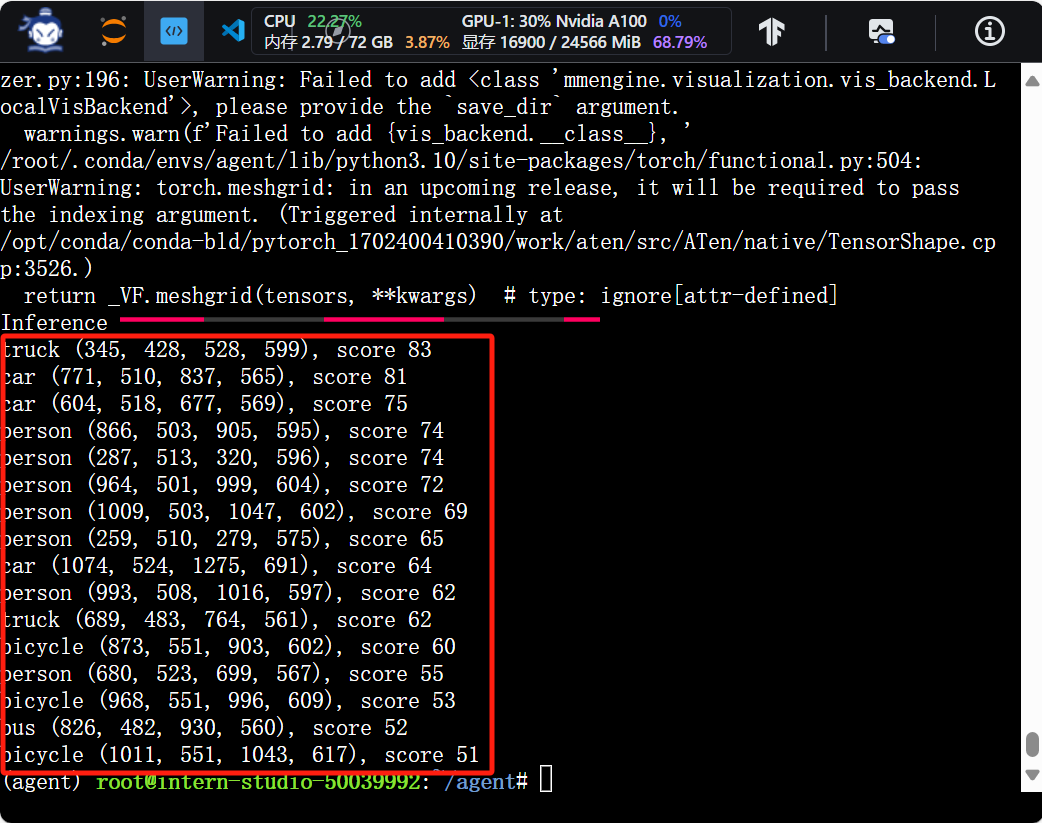 CPU 22.27% GPU-1: 30% Nvidia A100 0%
内存 2.79 / 72 GB 3.87% 显存 16900 / 24566 MiB 68.79%
zer.py:196: UserWarning: Failed to add <class 'mmengine.visualization.vis_backend.L
ocalVisBackend'>, please provide the `save_dir` argument.
  warnings.warn(f'Failed to add {vis_backend.__class__}, '
/root/.conda/envs/agent/lib/python3.10/site-packages/torch/functional.py:504:
UserWarning: torch.meshgrid: in an upcoming release, it will be required to pass
the indexing argument. (Triggered internally at
/opt/conda/conda-bld/pytorch_1702400410390/work/aten/src/ATen/native/TensorShape.cp
p:3526.)
  return _VF.meshgrid(tensors, **kwargs)  # type: ignore[attr-defined]
Inference
truck (345, 428, 528, 599), score 83
car (771, 510, 837, 565), score 81
car (604, 518, 677, 569), score 75
person (866, 503, 905, 595), score 74
person (287, 513, 320, 596), score 74
person (964, 501, 999, 604), score 72
person (1009, 503, 1047, 602), score 69
person (259, 510, 279, 575), score 65
car (1074, 524, 1275, 691), score 64
person (993, 508, 1016, 597), score 62
truck (689, 483, 764, 561), score 62
bicycle (873, 551, 903, 602), score 60
person (680, 523, 699, 567), score 55
bicycle (968, 551, 996, 609), score 53
bus (826, 482, 930, 560), score 52
bicycle (1011, 551, 1043, 617), score 51
(agent) root@intern-studio-50039992:~/agent#